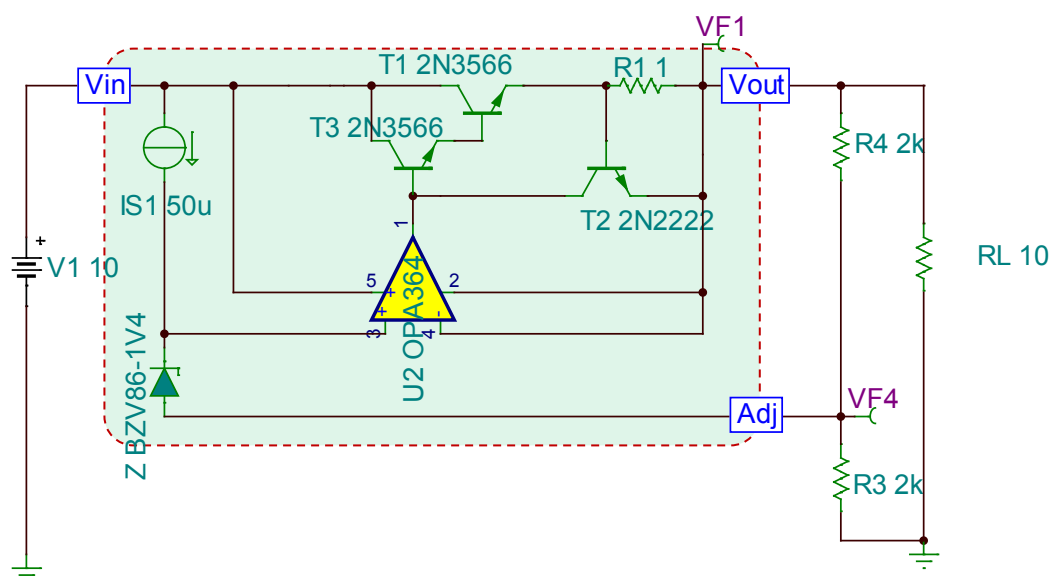 VF1
T1 2N3566
R1 1
Vin
Vout
T3 2N3566
R4 2k
IS1 50u
T2 2N2222
+
V1 10
RL 10
1
5
+
2
+
-
3
4
U2 OPA364
Z BZV86-1V4
Adj
VF4
R3 2k